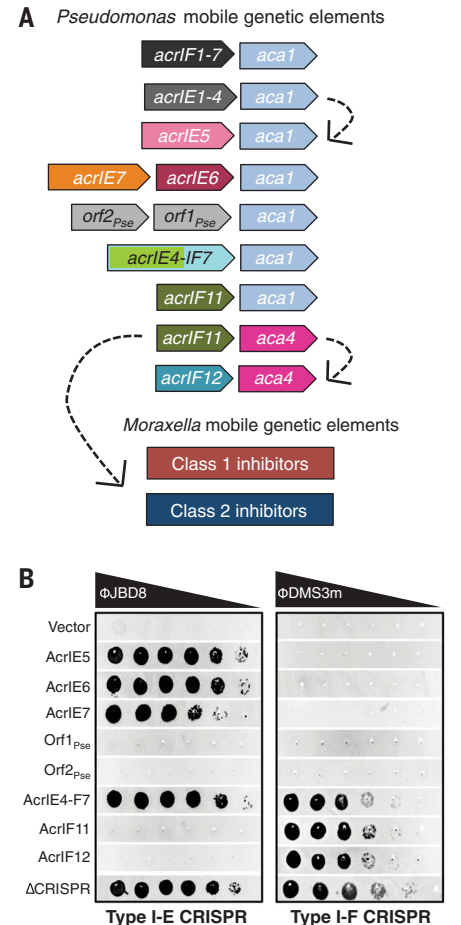 A Pseudomonas mobile genetic elements
acrIF1-7 aca1
acrIE1-4 aca1
acrIE5 aca1
acrIE7 acrIE6 aca1
orf2Pse orf1Pse aca1
acrIE4-IF7 aca1
acrIF11 aca1
acrIF11 aca4
acrIF12 aca4
Moraxella mobile genetic elements
Class 1 inhibitors
Class 2 inhibitors
B
ΦJBD8 ΦDMS3m
Vector
AcrIE5
AcrIE6
AcrIE7
Orf1Pse
Orf2Pse
AcrIE4-F7
AcrIF11
AcrIF12
ΔCRISPR
Type I-E CRISPR Type I-F CRISPR